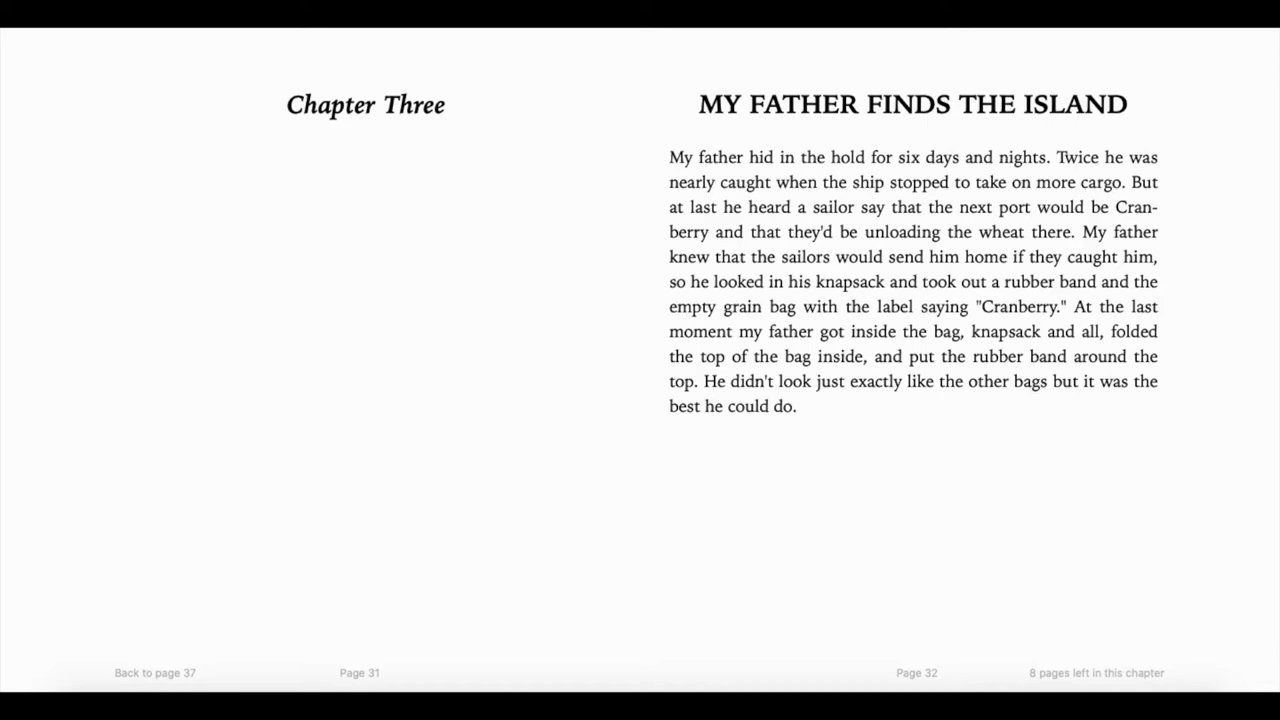 Chapter Three
MY FATHER FINDS THE ISLAND
My father hid in the hold for six days and nights. Twice he was
nearly caught when the ship stopped to take on more cargo. But
at last he heard a sailor say that the next port would be Cran-
berry and that they'd be unloading the wheat there. My father
knew that the sailors would send him home if they caught him,
so he looked in his knapsack and took out a rubber band and the
empty grain bag with the label saying "Cranberry." At the last
moment my father got inside the bag, knapsack and all, folded
the top of the bag inside, and put the rubber band around the
top. He didn't look just exactly like the other bags but it was the
best he could do.
Back to page 37
Page 31
Page 32
8 pages left in this chapter